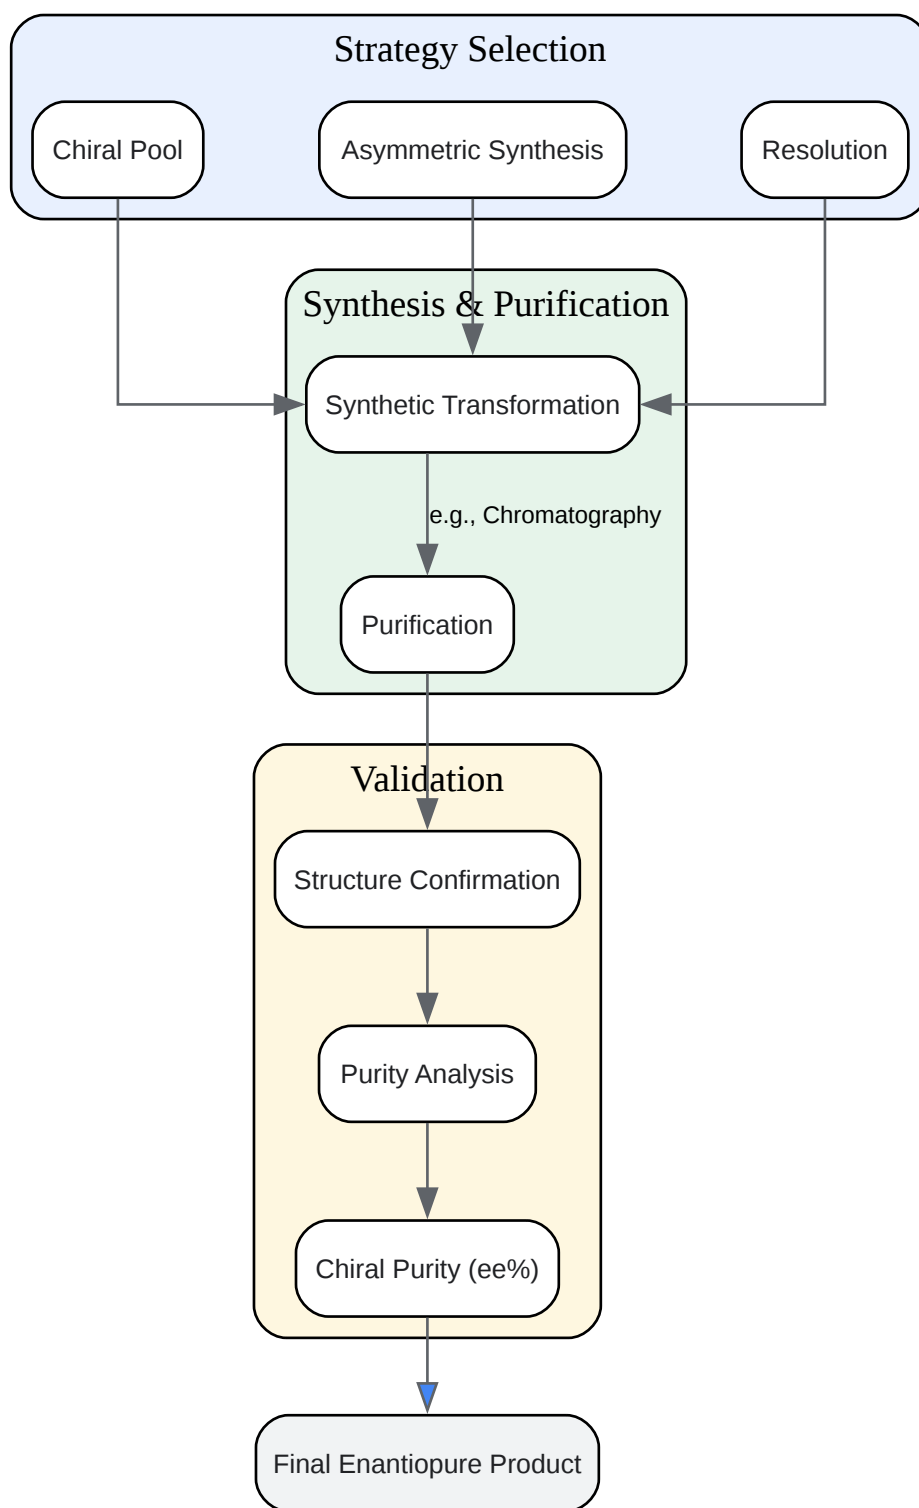 Strategy Selection
Chiral Pool
Asymmetric Synthesis
Resolution
Synthesis & Purification
Synthetic Transformation
e.g., Chromatography
Purification
Validation
Structure Confirmation
Purity Analysis
Chiral Purity (ee%)
Final Enantiopure Product